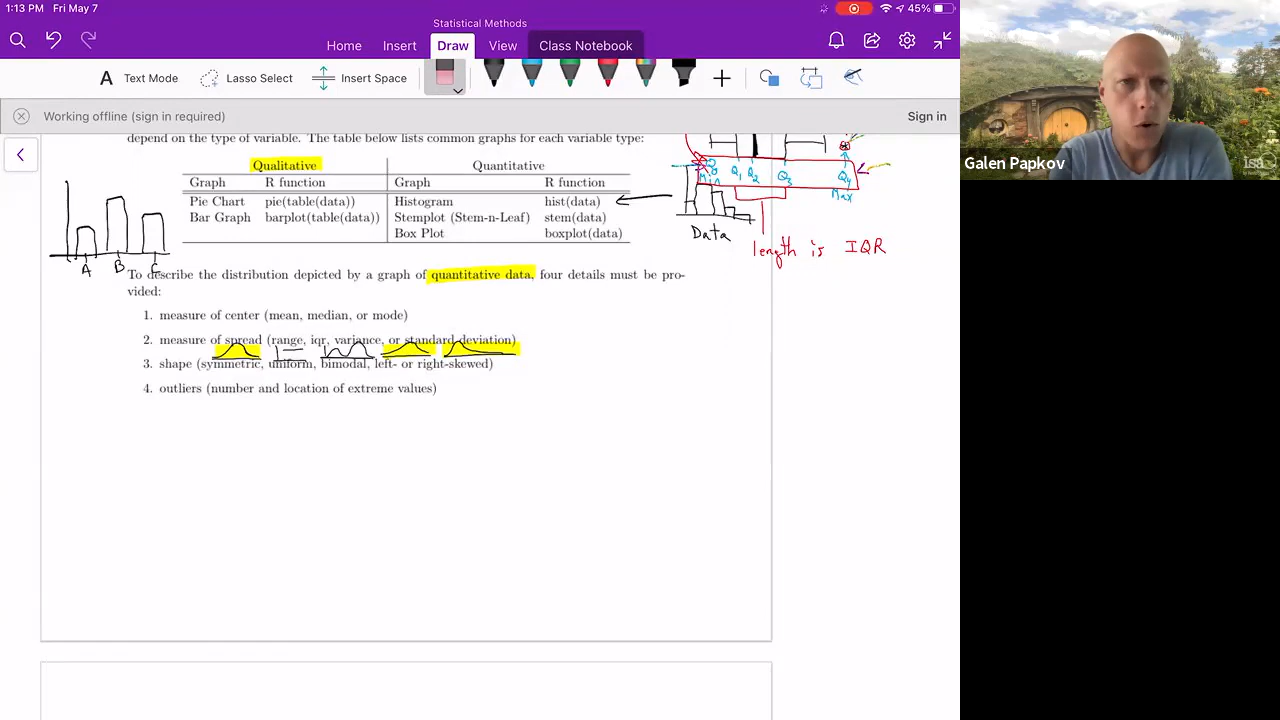 1:13 PM Fri May 7
45%
Statistical Methods
Home Insert Draw View Class Notebook
Text Mode Lasso Select Insert Space
Working offline (sign in required) Sign in
depend on the type of variable. The table below lists common graphs for each variable type:
Qualitative Quantitative
Graph R function Graph R function
Pie Chart pie(table(data)) Histogram hist(data)
Bar Graph barplot(table(data)) Stemplot (Stem-n-Leaf) stem(data)
Box Plot boxplot(data)
A B C
Min Q1 Q2 Q3 Q4
Max
Data
length is IQR
To describe the distribution depicted by a graph of quantitative data, four details must be pro-
vided:
1. measure of center (mean, median, or mode)
2. measure of spread (range, iqr, variance, or standard deviation)
3. shape (symmetric, uniform, bimodal, left- or right-skewed)
4. outliers (number and location of extreme values)
Galen Papkov